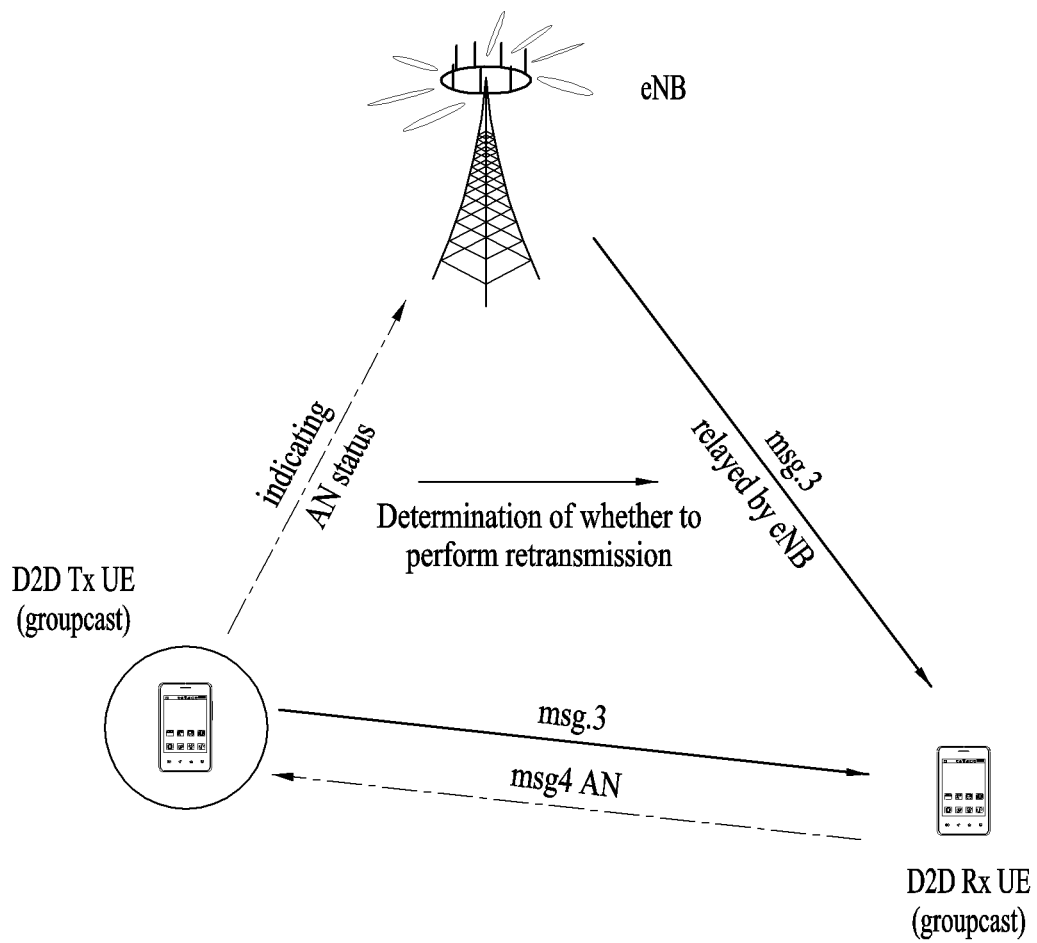 eNB
indicating
AN status
msg.3
relayed by eNB
Determination of whether to
perform retransmission
D2D Tx UE
(groupcast)
msg.3
msg4 AN
D2D Rx UE
(groupcast)